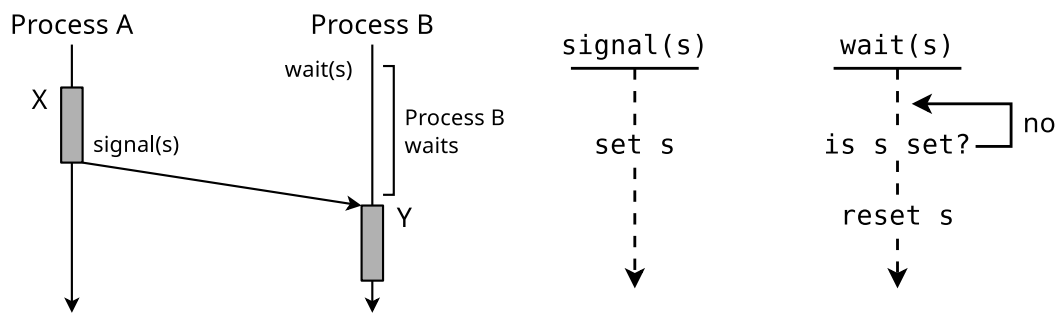 Process A
Process B
wait(s)
X
Process B
waits
signal(s)
Y
signal(s)
set s
wait(s)
no
is s set?
reset s